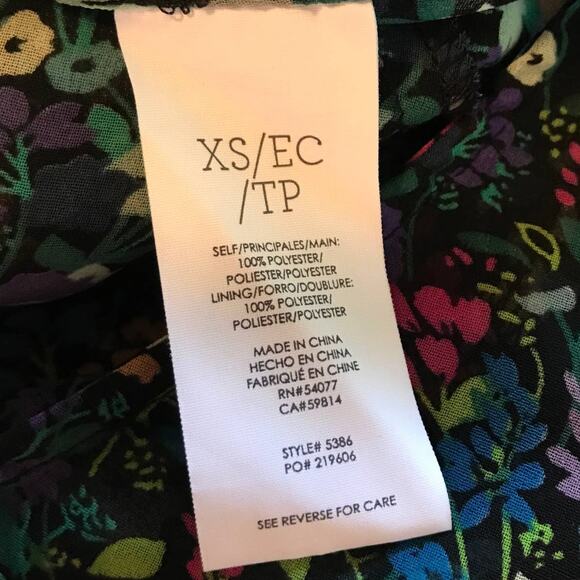 XS/EC
/TP
SELF/PRINCIPALES/MAIN:
100% POLYESTER/
POLIESTER/POLYESTER
LINING/FORRO/DOUBLURE:
100% POLYESTER/
POLIESTER/POLYESTER
MADE IN CHINA
HECHO EN CHINA
FABRIQUÉ EN CHINE
RN#54077
CA#59814
STYLE# 5386
PO# 219606
SEE REVERSE FOR CARE